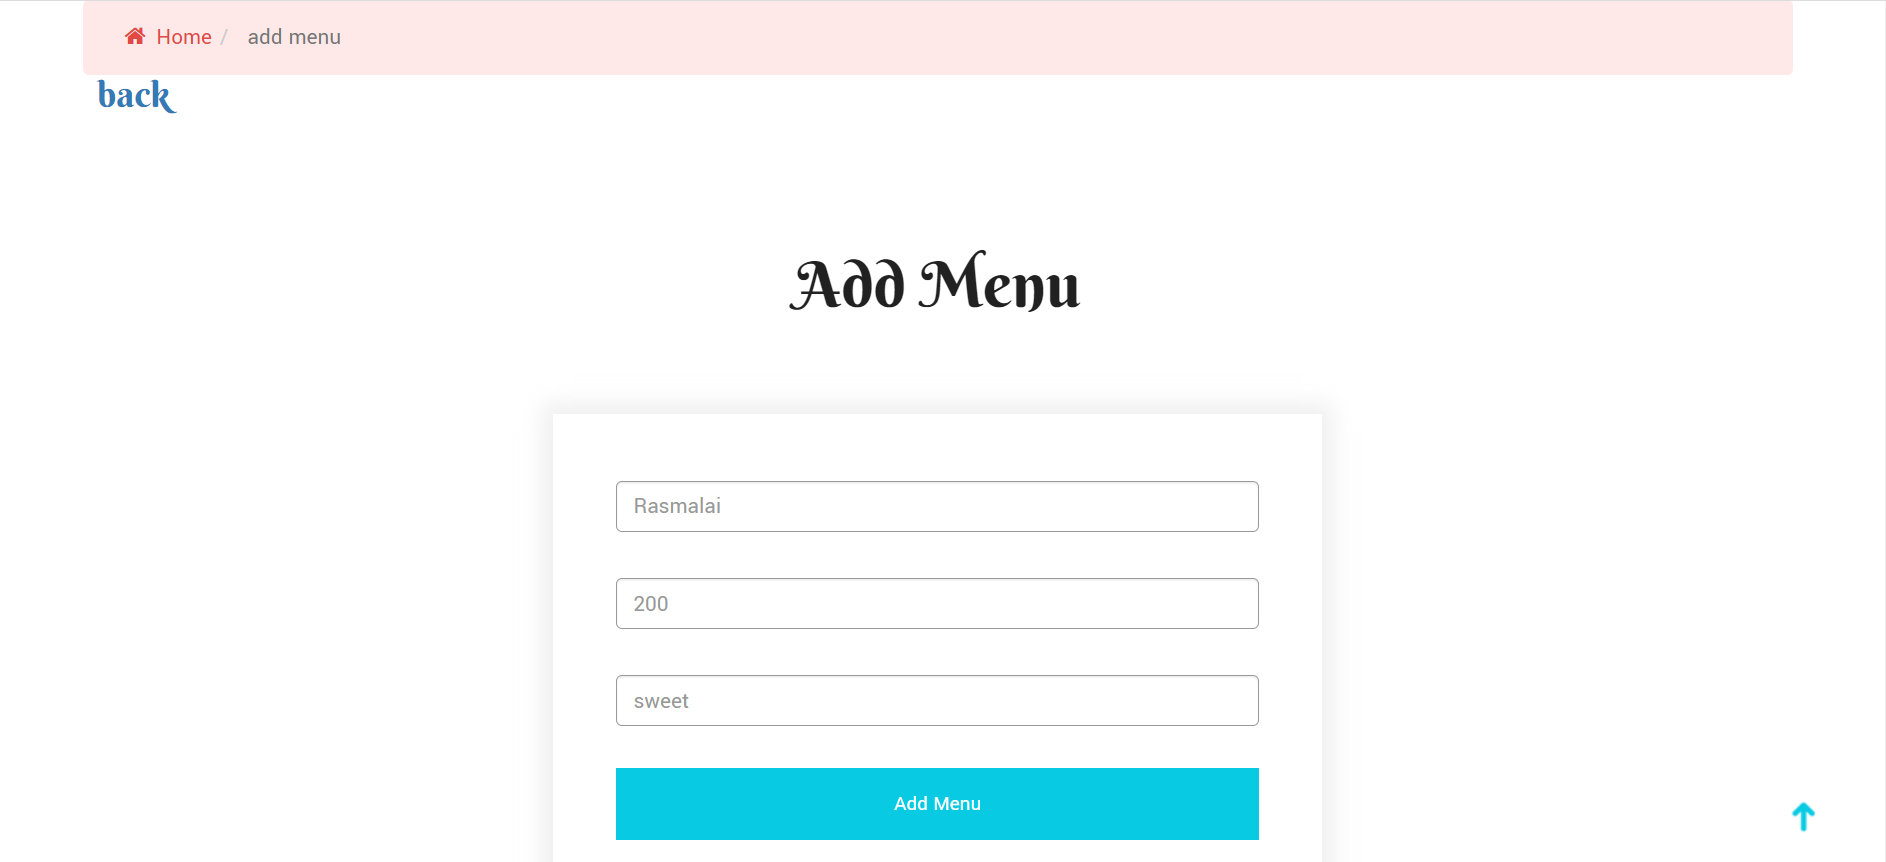 Home / add menu
back
Add Menu
Rasmalai
200
sweet
Add Menu